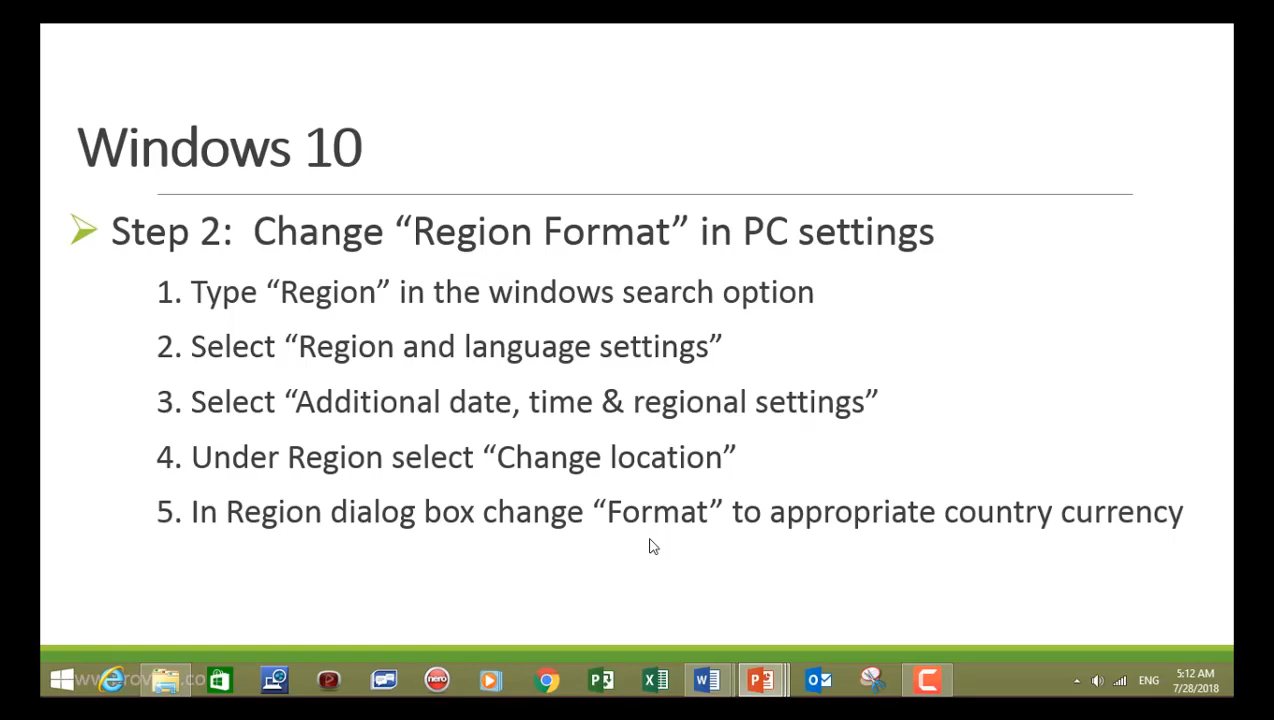 Windows 10
Step 2: Change “Region Format” in PC settings
1. Type “Region” in the windows search option
2. Select “Region and language settings”
3. Select “Additional date, time & regional settings”
4. Under Region select “Change location”
5. In Region dialog box change “Format” to appropriate country currency
nero
ENG
5:12 AM
7/28/2018